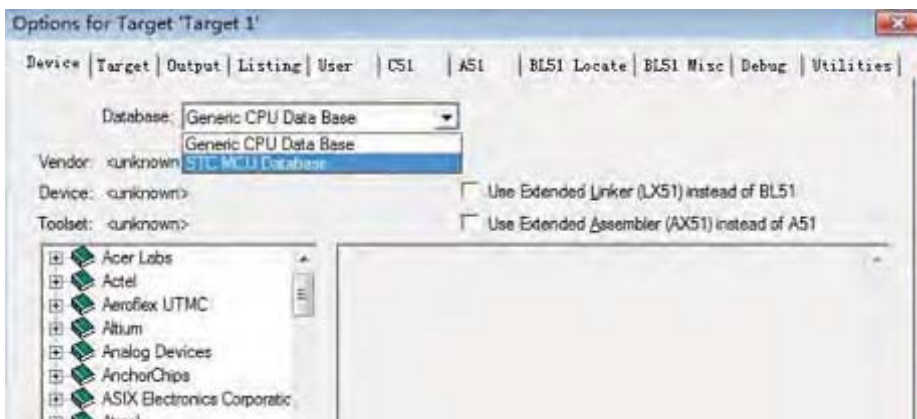 Options for Target 'Target 1'
Device Target Output Listing User C51 A51 BL51 Locate BL51 Misc Debug Utilities
Database: Generic CPU Data Base
Generic CPU Data Base
Vendor: <unknown STC MCU Database
Device: <unknown> Use Extended Linker (LX51) instead of BL51
Toolset: <unknown> Use Extended Assembler (AX51) instead of A51
Acer Labs
Actel
Aeroflex UTMC
Altium
Analog Devices
AnchorChips
ASIX Electronics Corporatic